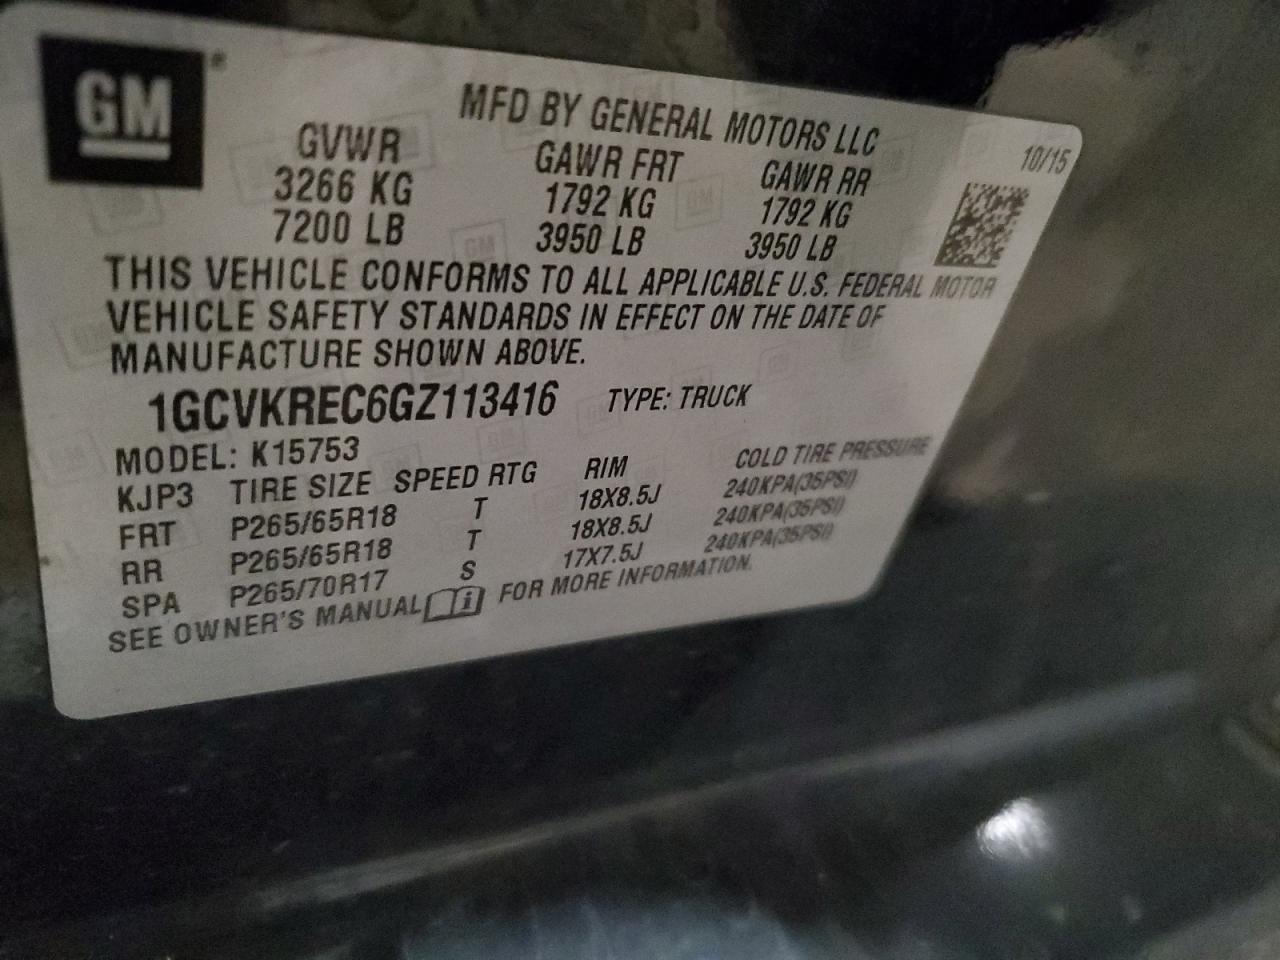 GM
MFD BY GENERAL MOTORS LLC
10/15
GVWR GAWR FRT GAWR RR
3266 KG 1792 KG 1792 KG
7200 LB 3950 LB 3950 LB
THIS VEHICLE CONFORMS TO ALL APPLICABLE U.S. FEDERAL MOTOR
VEHICLE SAFETY STANDARDS IN EFFECT ON THE DATE OF
MANUFACTURE SHOWN ABOVE.
1GCVKREC6GZ113416 TYPE: TRUCK
MODEL: K15753
KJP3 TIRE SIZE SPEED RTG RIM COLD TIRE PRESSURE
FRT P265/65R18 T 18X8.5J 240KPA(35PSI)
RR P265/65R18 T 18X8.5J 240KPA(35PSI)
SPA P265/70R17 S 17X7.5J 240KPA(35PSI)
SEE OWNER'S MANUAL i FOR MORE INFORMATION.